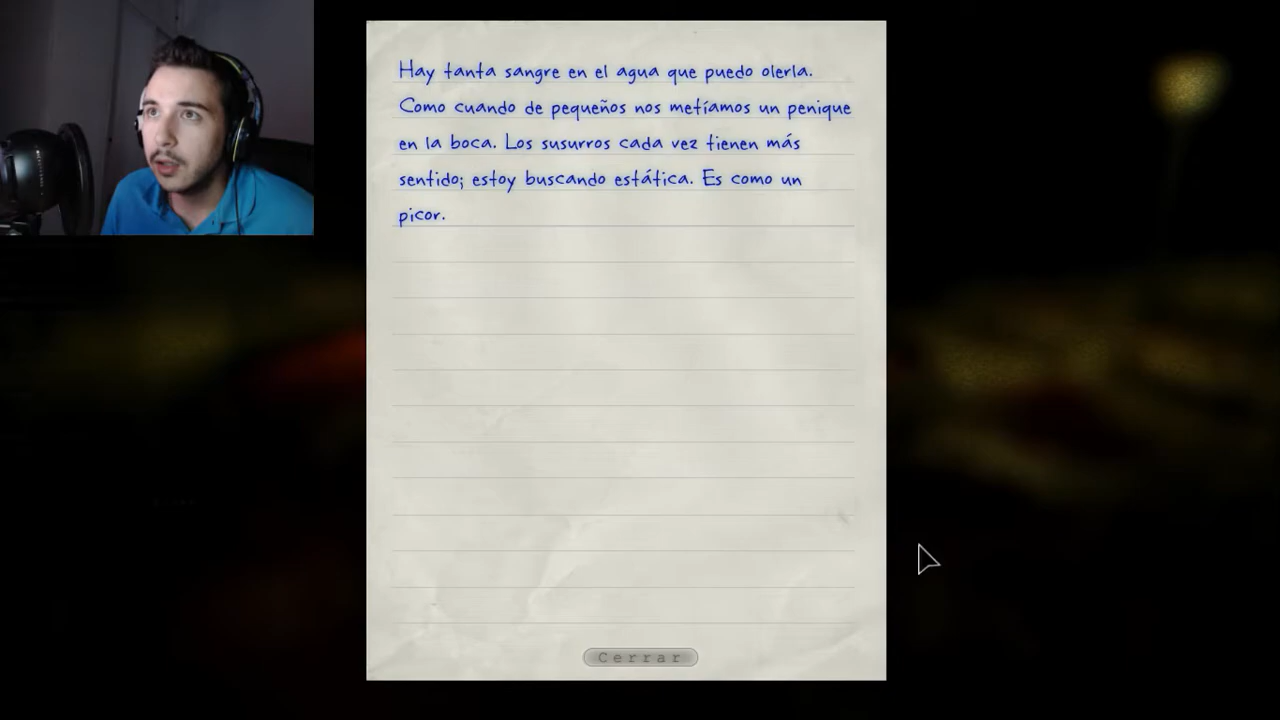 Hay tanta sangre en el agua que puedo olerla.
Como cuando de pequeños nos metíamos un penique
en la boca. Los susurros cada vez tienen más
sentido; estoy buscando estática. Es como un
picor.
Cerrar